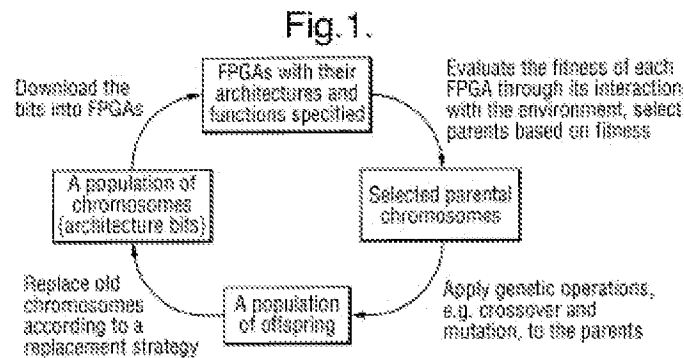 Fig.1.
Download the
bits into FPGAs
FPGAs with their
architectures and
functions specified
Evaluate the fitness of each
FPGA through its interaction
with the environment, select
parents based on fitness
A population of
chromosomes
(architecture bits)
Selected parental
chromosomes
Replace old
chromosomes
according to a
replacement strategy
A population
of offspring
Apply genetic operations,
e.g. crossover and
mutation, to the parents